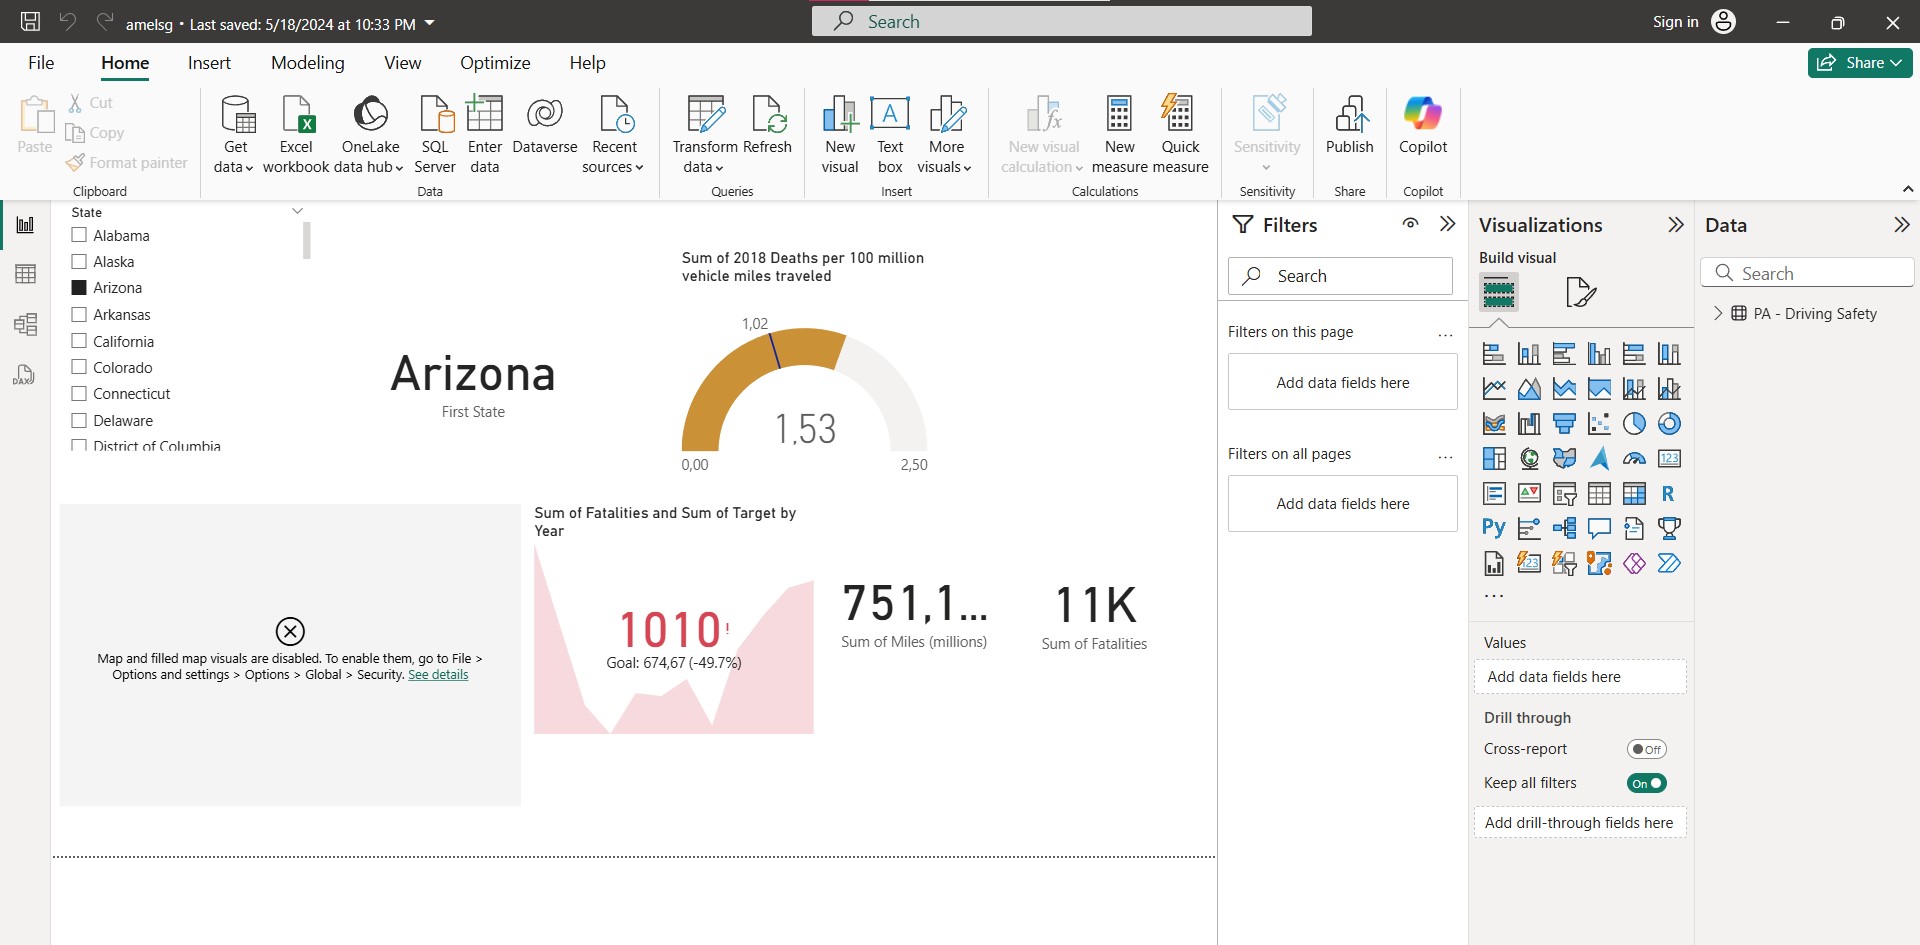 amelsg • Last saved: 5/18/2024 at 10:33 PM
Search
Sign in
File Home Insert Modeling View Optimize Help
Share
Paste
Cut
Copy
Format painter
Clipboard
Get data
Excel workbook
OneLake data hub
SQL Server
Enter data
Dataverse
Recent sources
Data
Transform data
Refresh
Queries
New visual
Text box
More visuals
Insert
New visual calculation
New measure
Quick measure
Calculations
Sensitivity
Sensitivity
Publish
Share
Copilot
Copilot
State
Alabama
Alaska
Arizona
Arkansas
California
Colorado
Connecticut
Delaware
District of Columbia
Arizona
First State
Sum of 2018 Deaths per 100 million
vehicle miles traveled
1,02
1,53
0,00
2,50
Map and filled map visuals are disabled. To enable them, go to File >
Options and settings > Options > Global > Security. See details
Sum of Fatalities and Sum of Target by
Year
1010!
Goal: 674,67 (-49.7%)
751,1...
Sum of Miles (millions)
11K
Sum of Fatalities
Filters
Search
Filters on this page ...
Add data fields here
Filters on all pages ...
Add data fields here
Visualizations
Build visual
123
R
Py
123
...
Values
Add data fields here
Drill through
Cross-report Off
Keep all filters On
Add drill-through fields here
Data
Search
PA - Driving Safety
DAX
A
fx
X